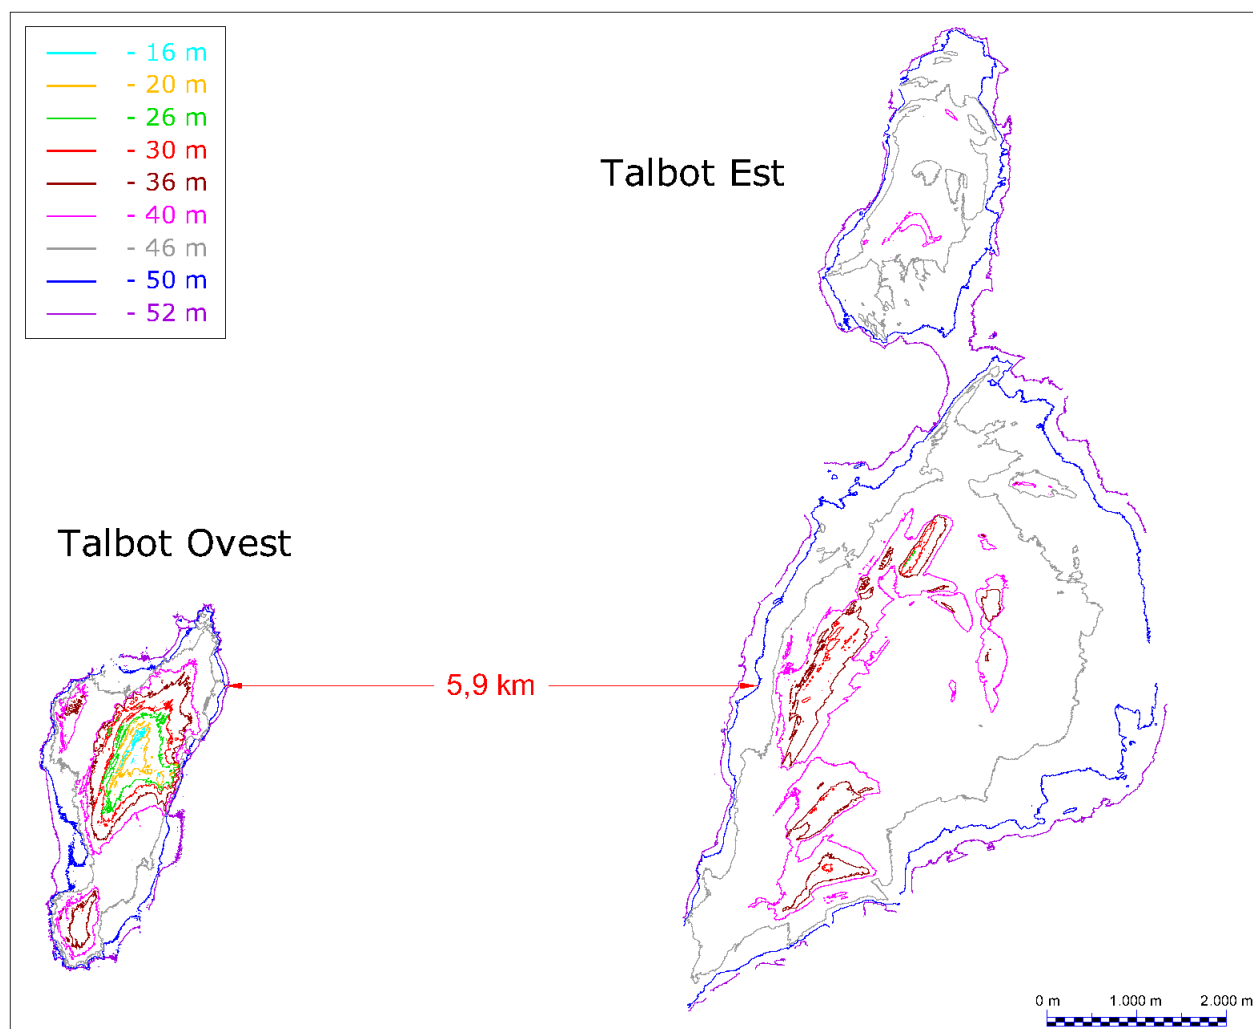 - 16 m
- 20 m
- 26 m
- 30 m
- 36 m
- 40 m
- 46 m
- 50 m
- 52 m
Talbot Est
Talbot Ovest
5,9 km
0 m 1.000 m 2.000 m